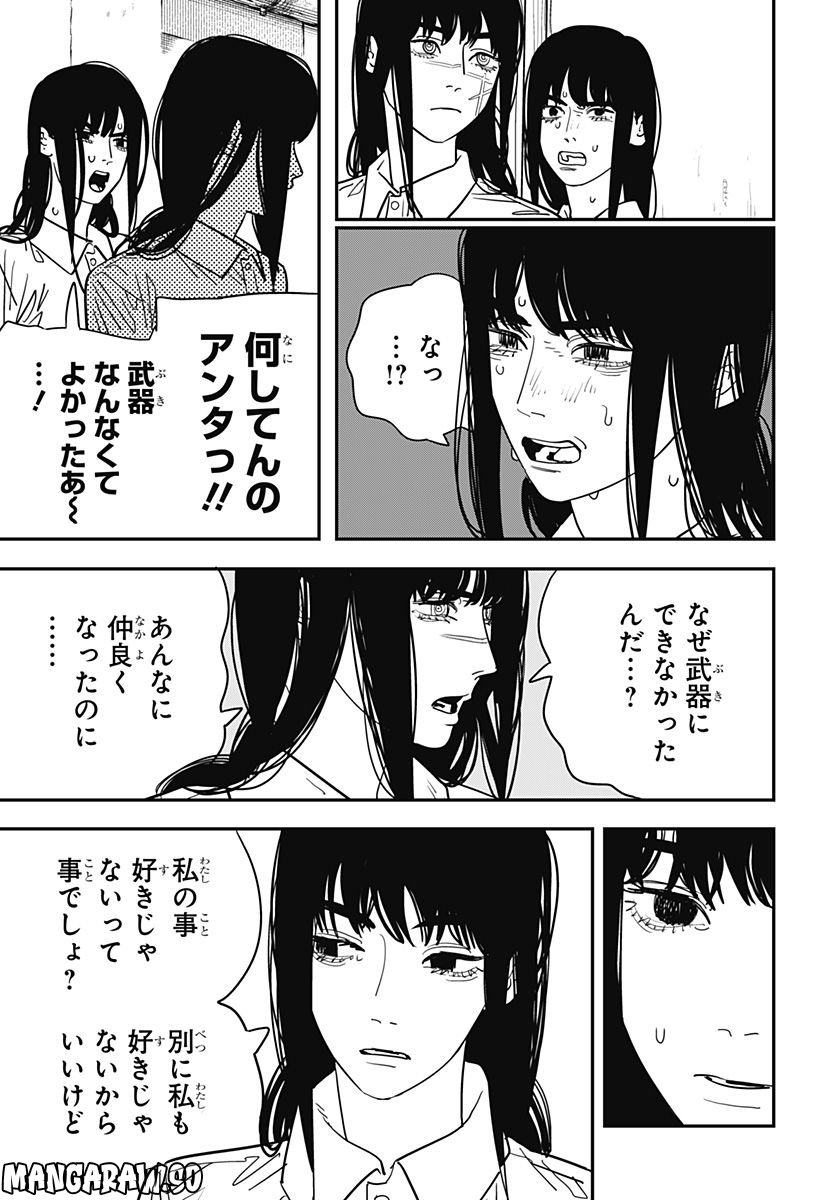 なっ
…!?
何してんの
アンタっ!!
武器
なんなくて
よかったあ〜
…!
なぜ武器に
できなかった
んだ…?
あんなに
仲良く
なったのに
……
私の事
好きじゃ
ないって
事でしょ?
別に私も
好きじゃ
ないから
いいけど
MANGARAW.90